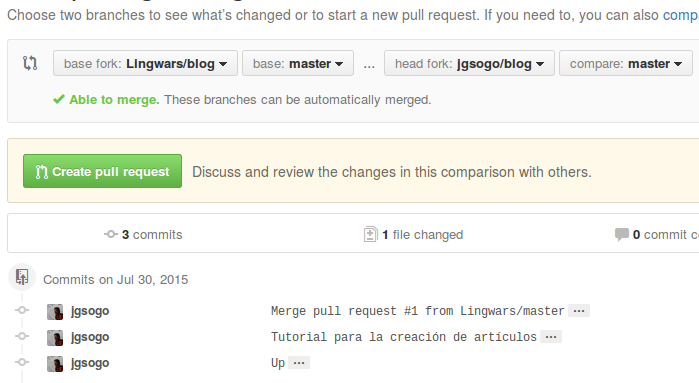 Choose two branches to see what's changed or to start a new pull request. If you need to, you can also comp
base fork: Lingwars/blog base: master ... head fork: jgsogo/blog compare: master
Able to merge. These branches can be automatically merged.
Create pull request Discuss and review the changes in this comparison with others.
3 commits 1 file changed 0 commit c
Commits on Jul 30, 2015
jgsogo Merge pull request #1 from Lingwars/master ...
jgsogo Tutorial para la creación de artículos ...
jgsogo Up ...